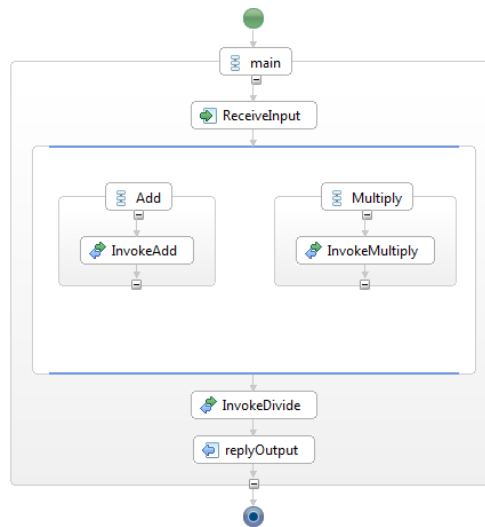 main
ReceiveInput
Add
Multiply
InvokeAdd
InvokeMultiply
InvokeDivide
replyOutput